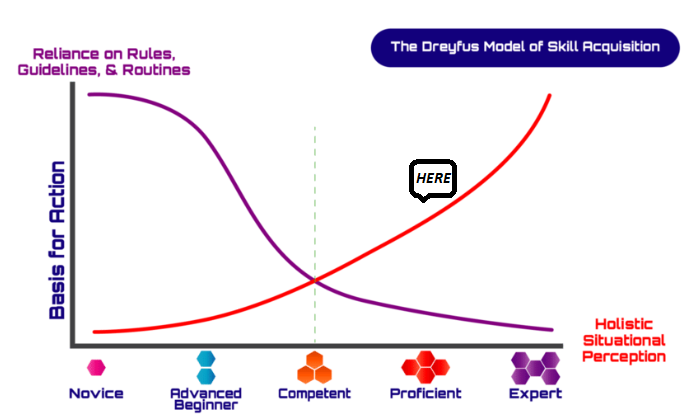 The Dreyfus Model of Skill Acquisition
Reliance on Rules,
Guidelines, & Routines
Basis for Action
HERE
Holistic
Situational
Perception
Novice
Advanced
Beginner
Competent
Proficient
Expert